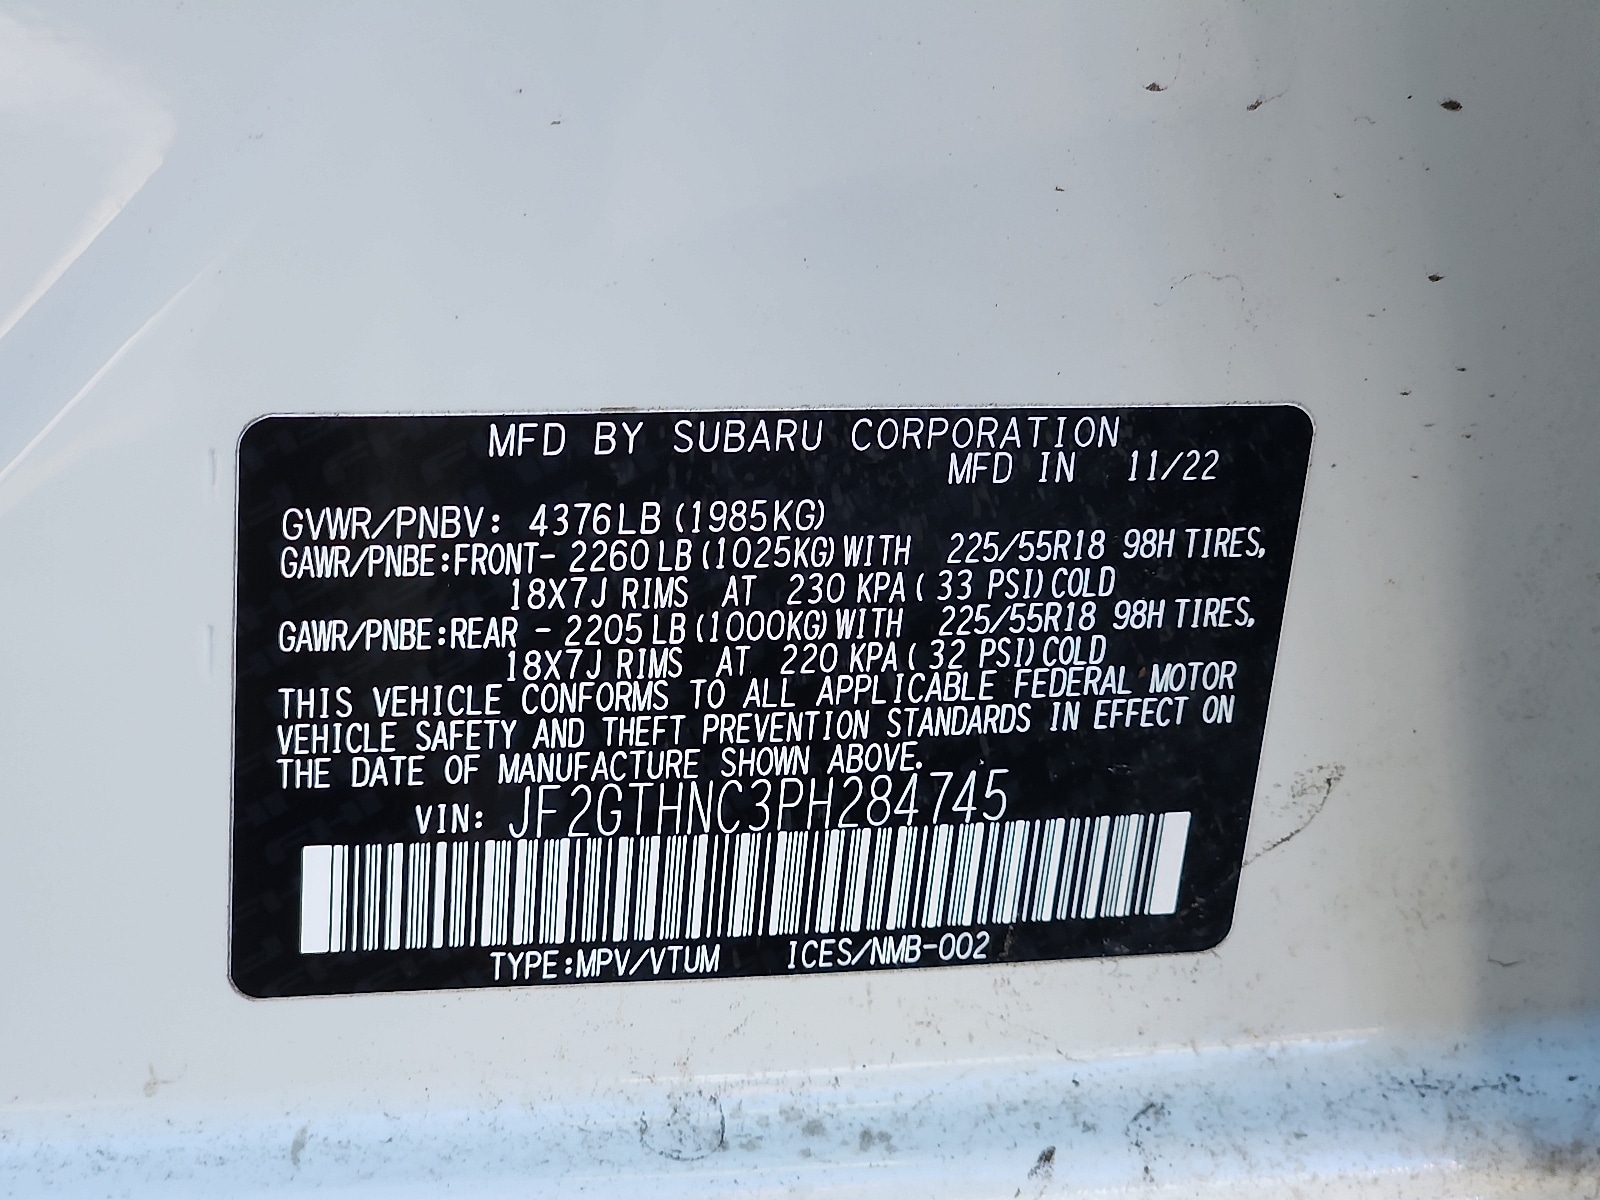 MFD BY SUBARU CORPORATION
MFD IN 11/22
GVWR/PNBV: 4376LB (1985KG)
GAWR/PNBE:FRONT- 2260 LB (1025KG) WITH 225/55R18 98H TIRES,
18X7J RIMS AT 230 KPA ( 33 PSI) COLD
GAWR/PNBE:REAR - 2205 LB (1000KG) WITH 225/55R18 98H TIRES,
18X7J RIMS AT 220 KPA ( 32 PSI) COLD
THIS VEHICLE CONFORMS TO ALL APPLICABLE FEDERAL MOTOR
VEHICLE SAFETY AND THEFT PREVENTION STANDARDS IN EFFECT ON
THE DATE OF MANUFACTURE SHOWN ABOVE.
VIN: JF2GTHNC3PH284745
TYPE:MPV/VTUM ICES/NMB-002